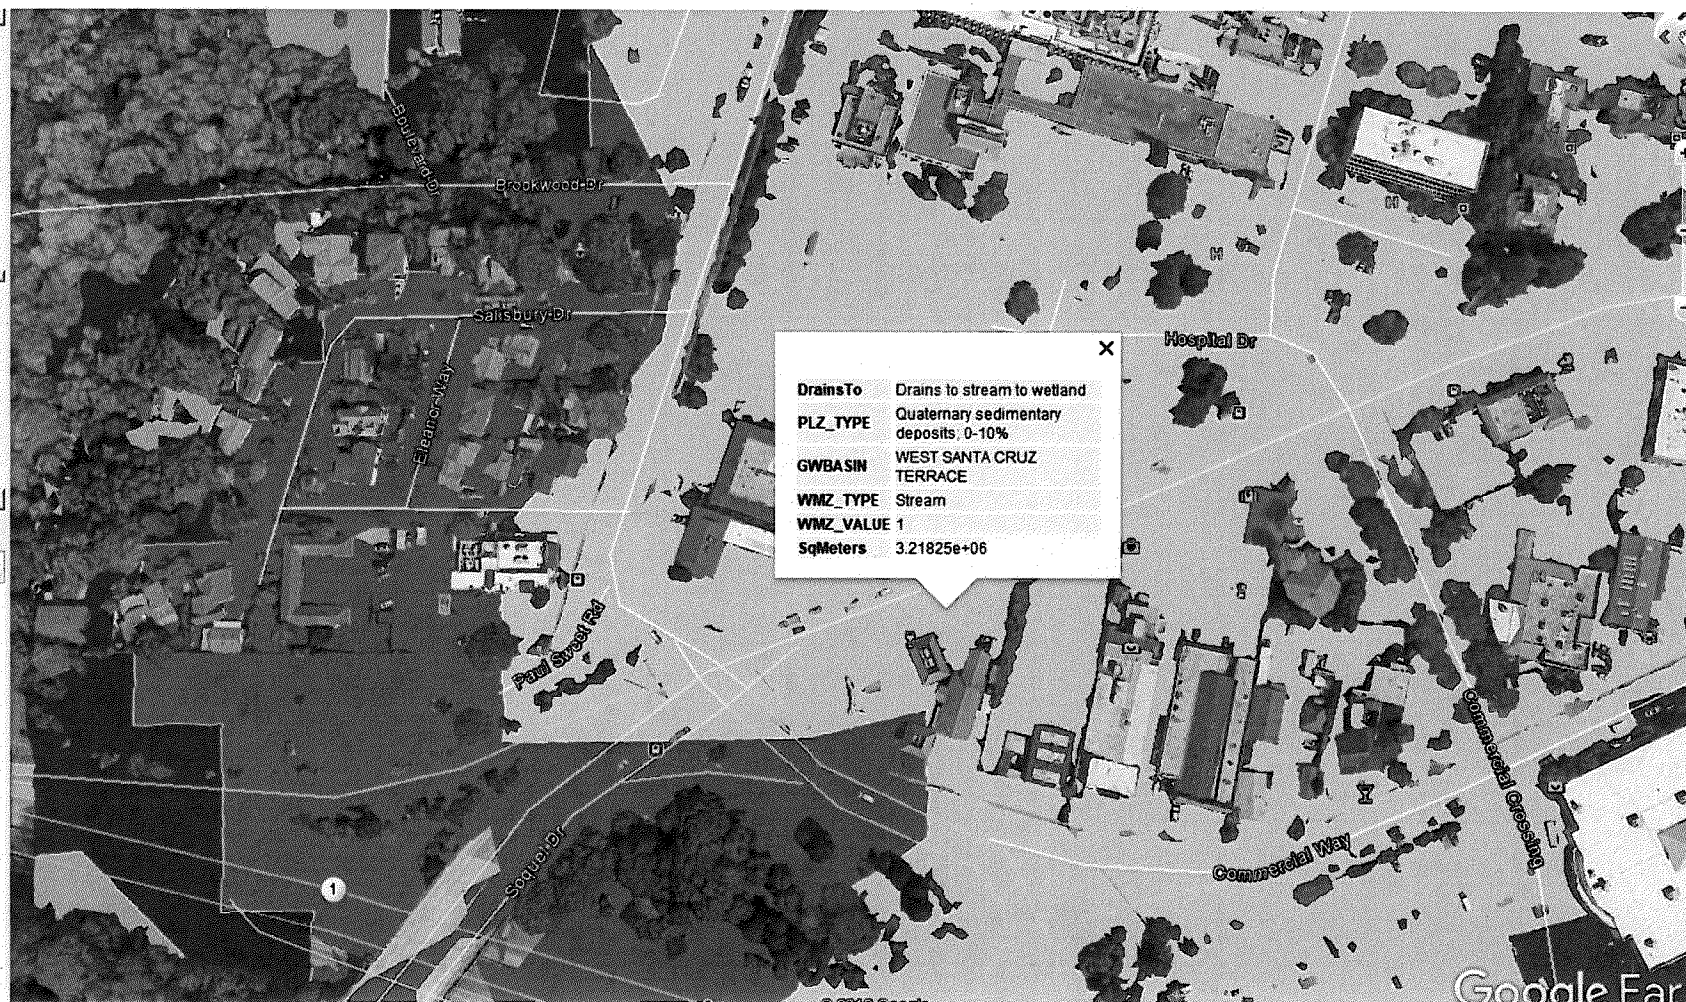 Boulevard Dr
Brookwood Dr
Salisbury Dr
Eleanor Way
Hospital Dr
H
H
DrainsTo Drains to stream to wetland
PLZ_TYPE Quaternary sedimentary
deposits; 0-10%
GWBASIN WEST SANTA CRUZ
TERRACE
WMZ_TYPE Stream
WMZ_VALUE 1
SqMeters 3.21825e+06
Paul Sweet Rd
Soquel Dr
1
Commercial Way
Commercial Crossing
Google Ear